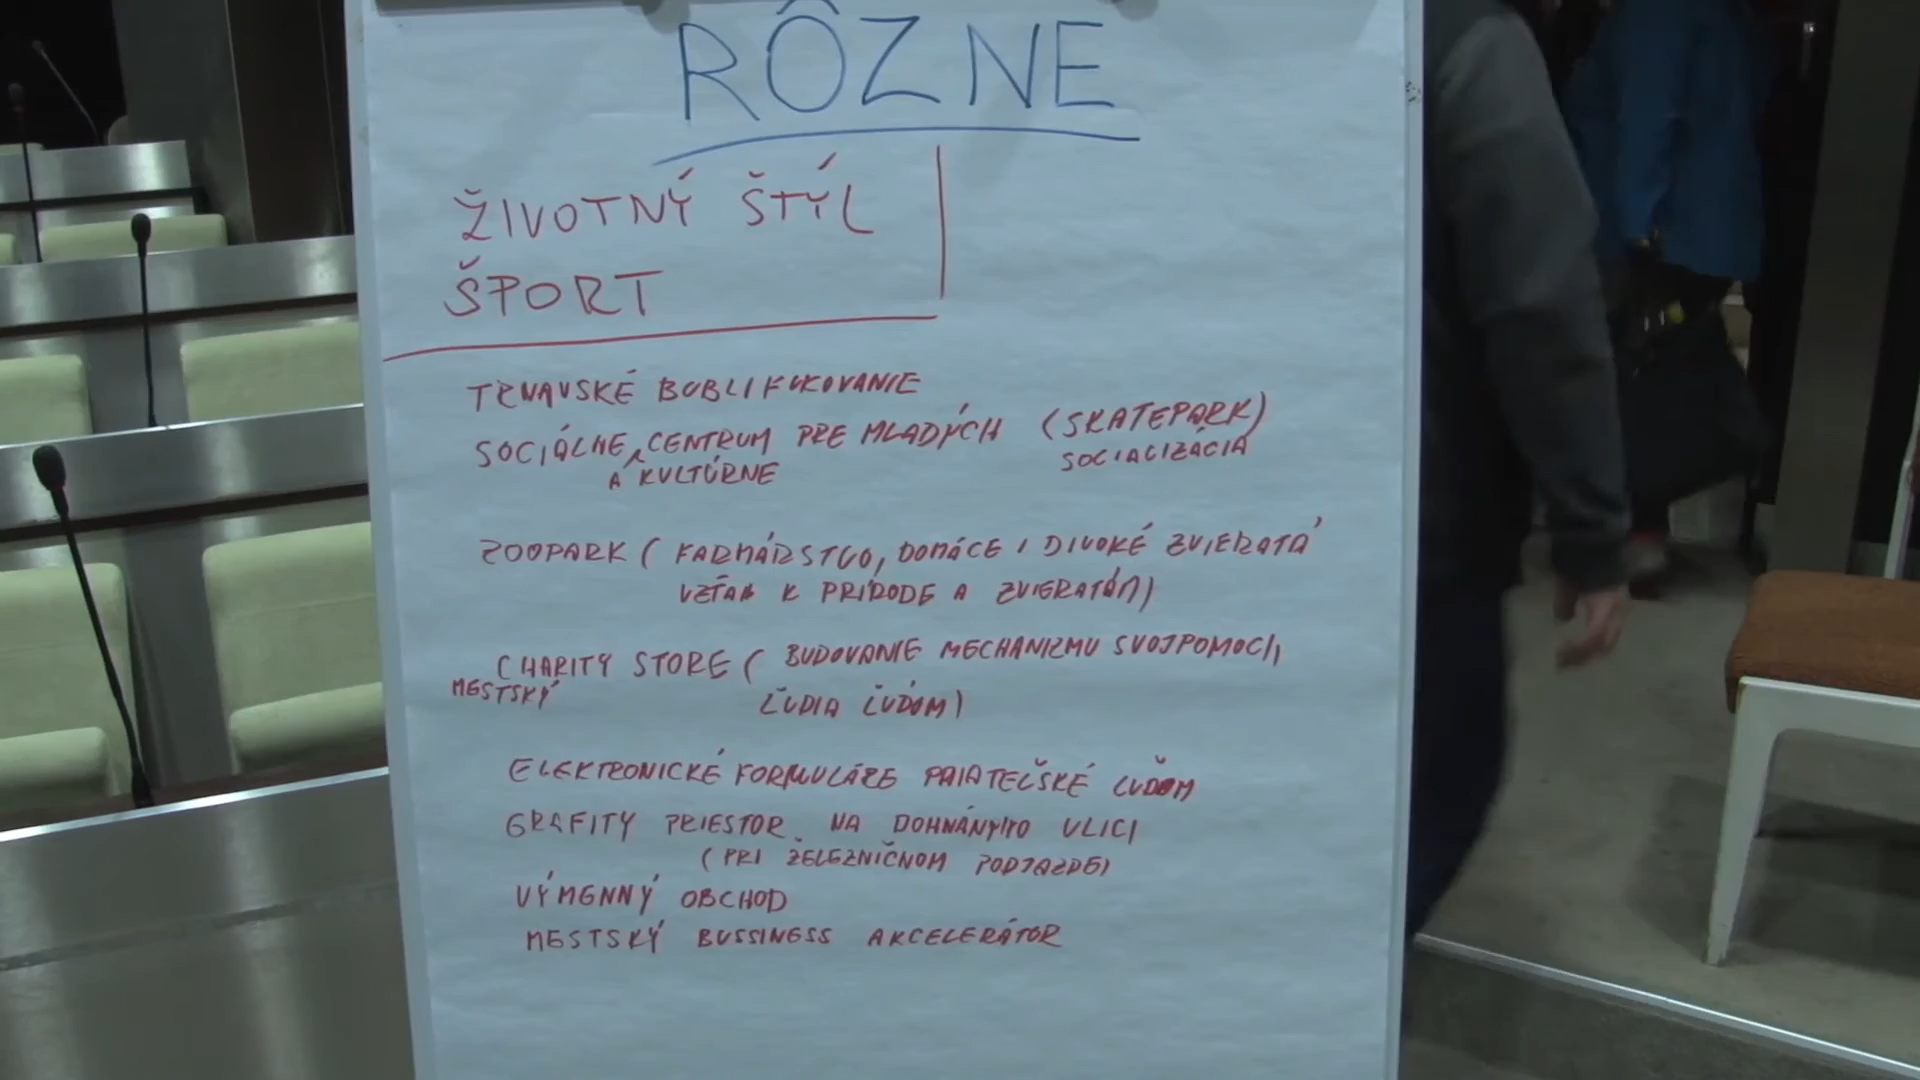 RÔZNE
ŽIVOTNÝ ŠTÝL
ŠPORT
TRNAVSKÉ BUBLIFUKOVANIE
SOCIÁLNE CENTRUM PRE MLADÝCH (SKATEPARK)
A KULTÚRNE SOCIALIZÁCIA
ZOOPARK ( FARMÁRSTVO, DOMÁCE I DIVOKÉ ZVIERATÁ
VZŤAH K PRÍRODE A ZVIERATÁM)
CHARITY STORE ( BUDOVANIE MECHANIZMU SVOJPOMOCI,
MESTSKÝ ĽUDIA ĽUĎOM)
ELEKTRONICKÉ FORMULÁRE PRIATEĽSKÉ ĽUĎOM
GRAFITY PRIESTOR NA DOHNÁNYHO ULICI
(PRI ŽELEZNIČNOM PODJAZDE)
VÝMENNÝ OBCHOD
MESTSKÝ BUSSINESS AKCELERÁTOR